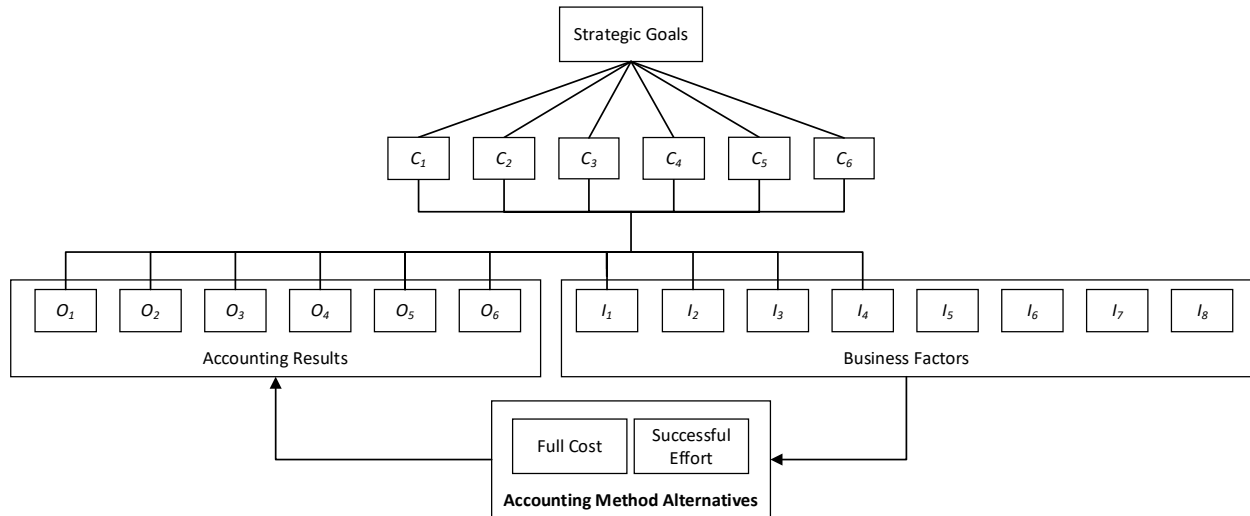 Strategic Goals
C1 C2 C3 C4 C5 C6
O1 O2 O3 O4 O5 O6 I1 I2 I3 I4 I5 I6 I7 I8
Accounting Results Business Factors
Full Cost Successful
Effort
Accounting Method Alternatives